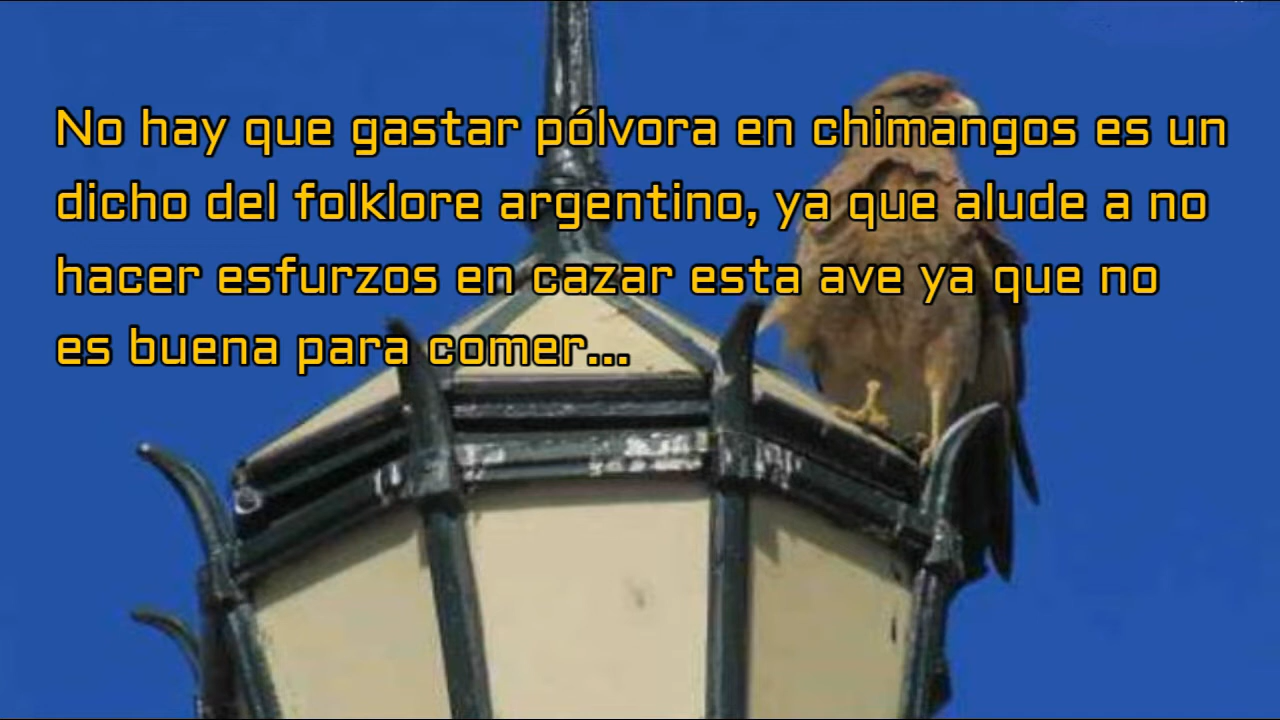 No hay que gastar pólvora en chimangos es un
dicho del folklore argentino, ya que alude a no
hacer esfurzos en cazar esta ave ya que no
es buena para comer...